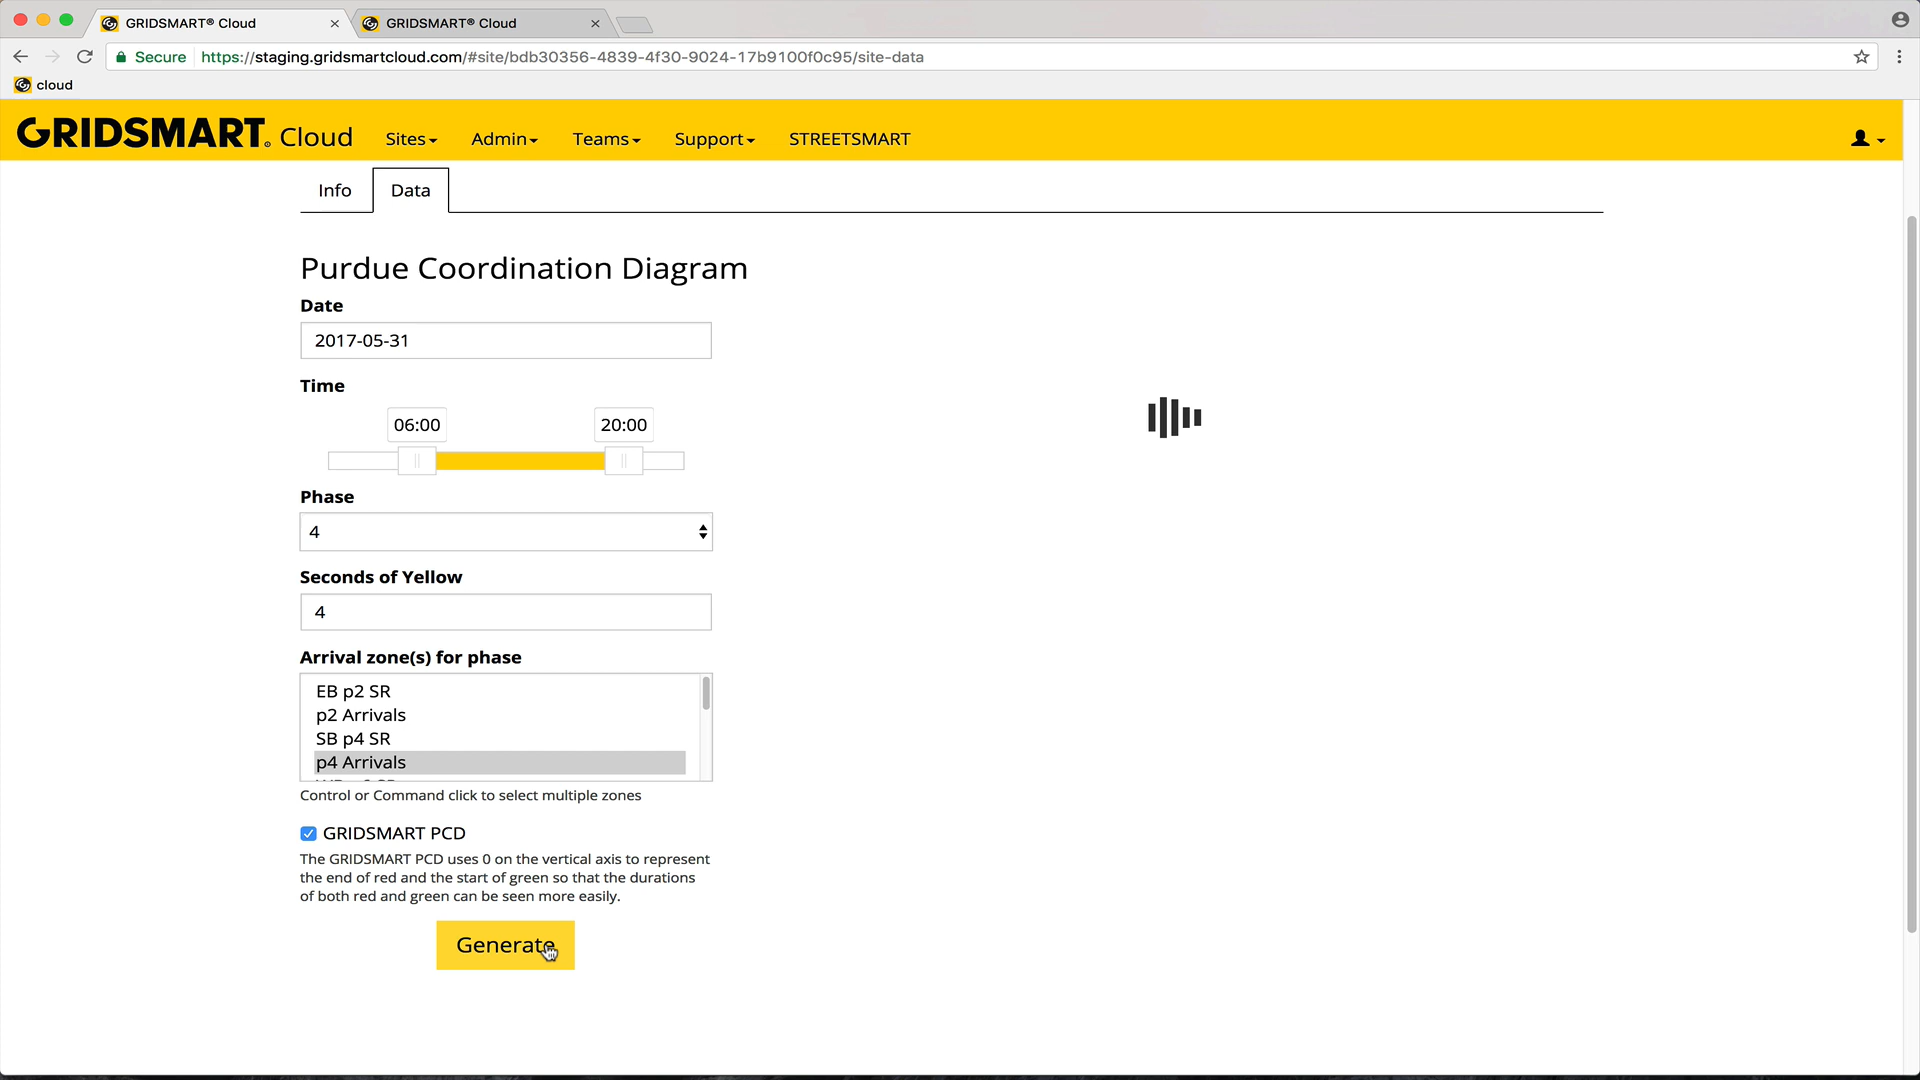 GRIDSMART® Cloud
GRIDSMART® Cloud
Secure https://staging.gridsmartcloud.com/#site/bdb30356-4839-4f30-9024-17b9100f0c95/site-data
cloud
GRIDSMART® Cloud Sites Admin Teams Support STREETSMART
Info Data
Purdue Coordination Diagram
Date
2017-05-31
Time
06:00 20:00
Phase
4
Seconds of Yellow
4
Arrival zone(s) for phase
EB p2 SR
p2 Arrivals
SB p4 SR
p4 Arrivals
Control or Command click to select multiple zones
GRIDSMART PCD
The GRIDSMART PCD uses 0 on the vertical axis to represent
the end of red and the start of green so that the durations
of both red and green can be seen more easily.
Generate